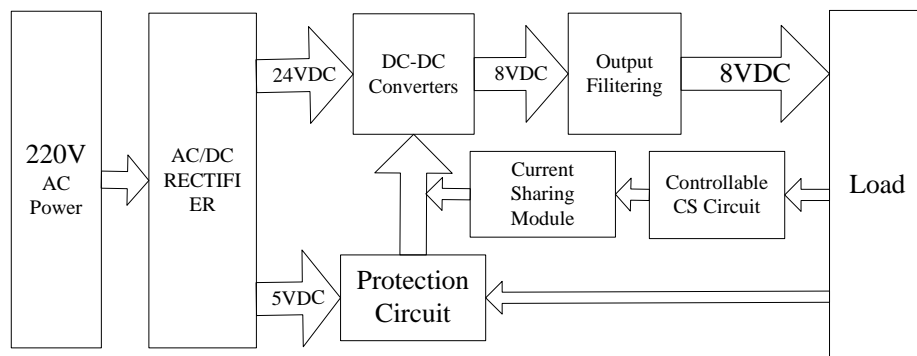 220V
AC
Power
AC/DC
RECTIFI
ER
24VDC
DC-DC
Converters
8VDC
Output
Filitering
8VDC
Load
Current
Sharing
Module
Controllable
CS Circuit
5VDC
Protection
Circuit